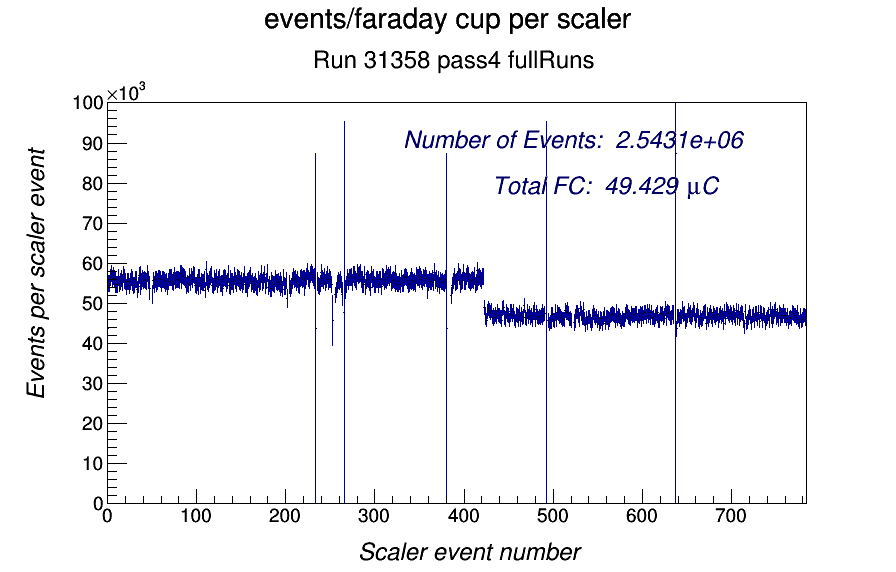 events/faraday cup per scaler
Run 31358 pass4 fullRuns
×10³
100
90
80
70
60
50
40
30
20
10
0
Number of Events: 2.5431e+06
Total FC: 49.429 μC
Events per scaler event
0 100 200 300 400 500 600 700
Scaler event number